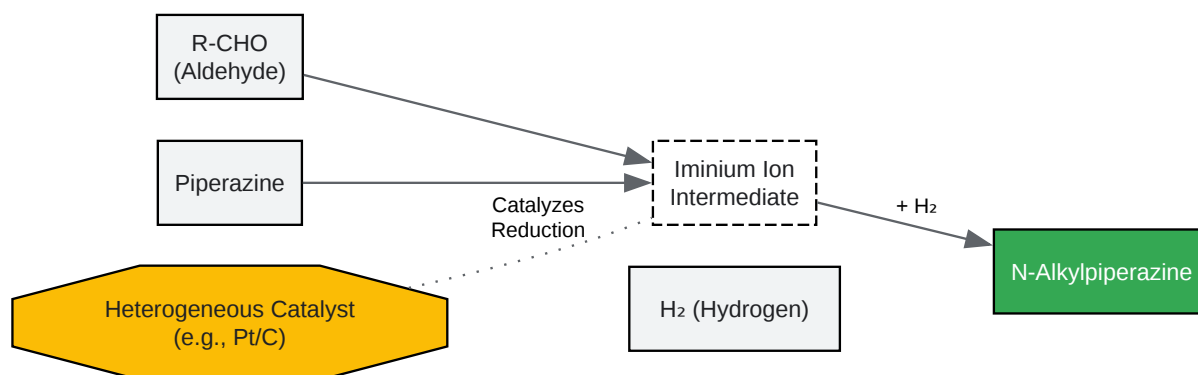 R-CHO
(Aldehyde)
Piperazine
Iminium Ion
Intermediate
Catalyzes
Reduction
+ H₂
N-Alkylpiperazine
Heterogeneous Catalyst
(e.g., Pt/C)
H₂ (Hydrogen)